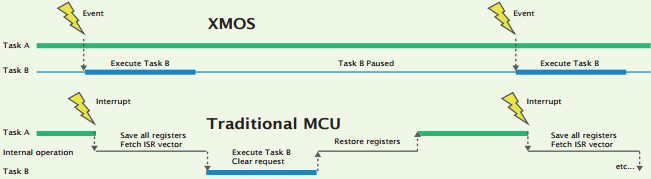 Event
XMOS
Event
Task A
Execute Task B
Task B Paused
Execute Task B
Task B
Interrupt
Traditional MCU
Interrupt
Task A
Save all registers
Fetch ISR vector
Restore registers
Save all registers
Fetch ISR vector
Internal operation
Execute Task B
Clear request
Task B
etc...